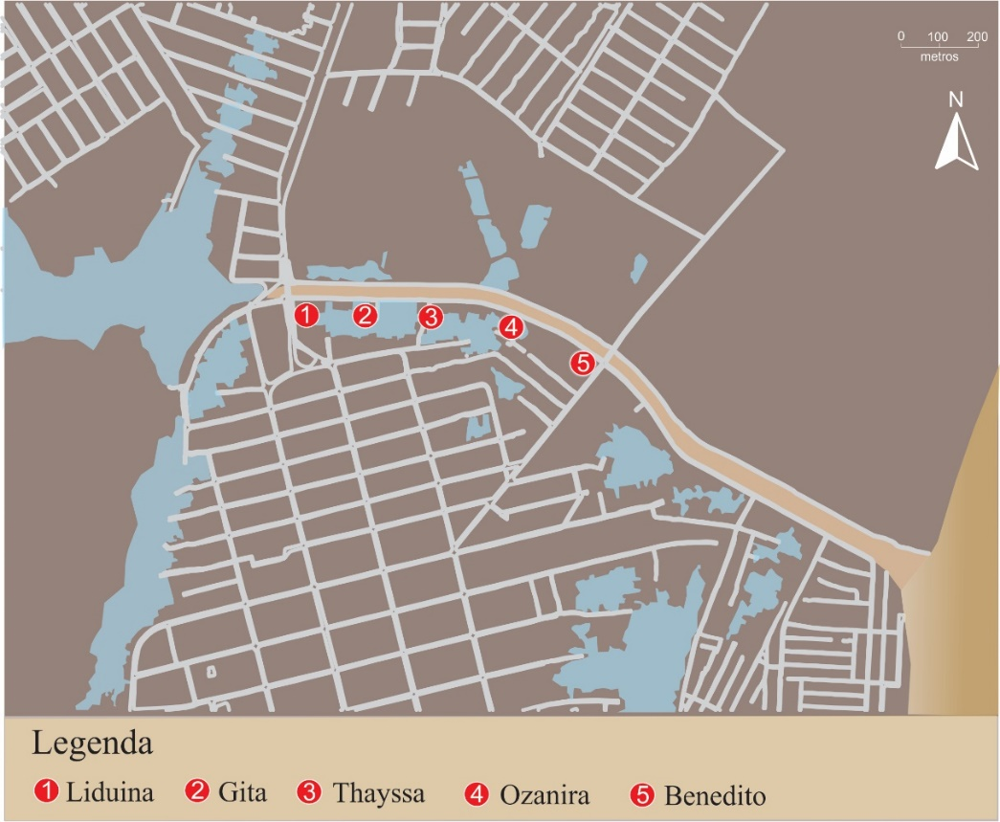 0 100 200
metros
N
1 2 3 4 5
Legenda
1 Liduina 2 Gita 3 Thayssa 4 Ozanira 5 Benedito